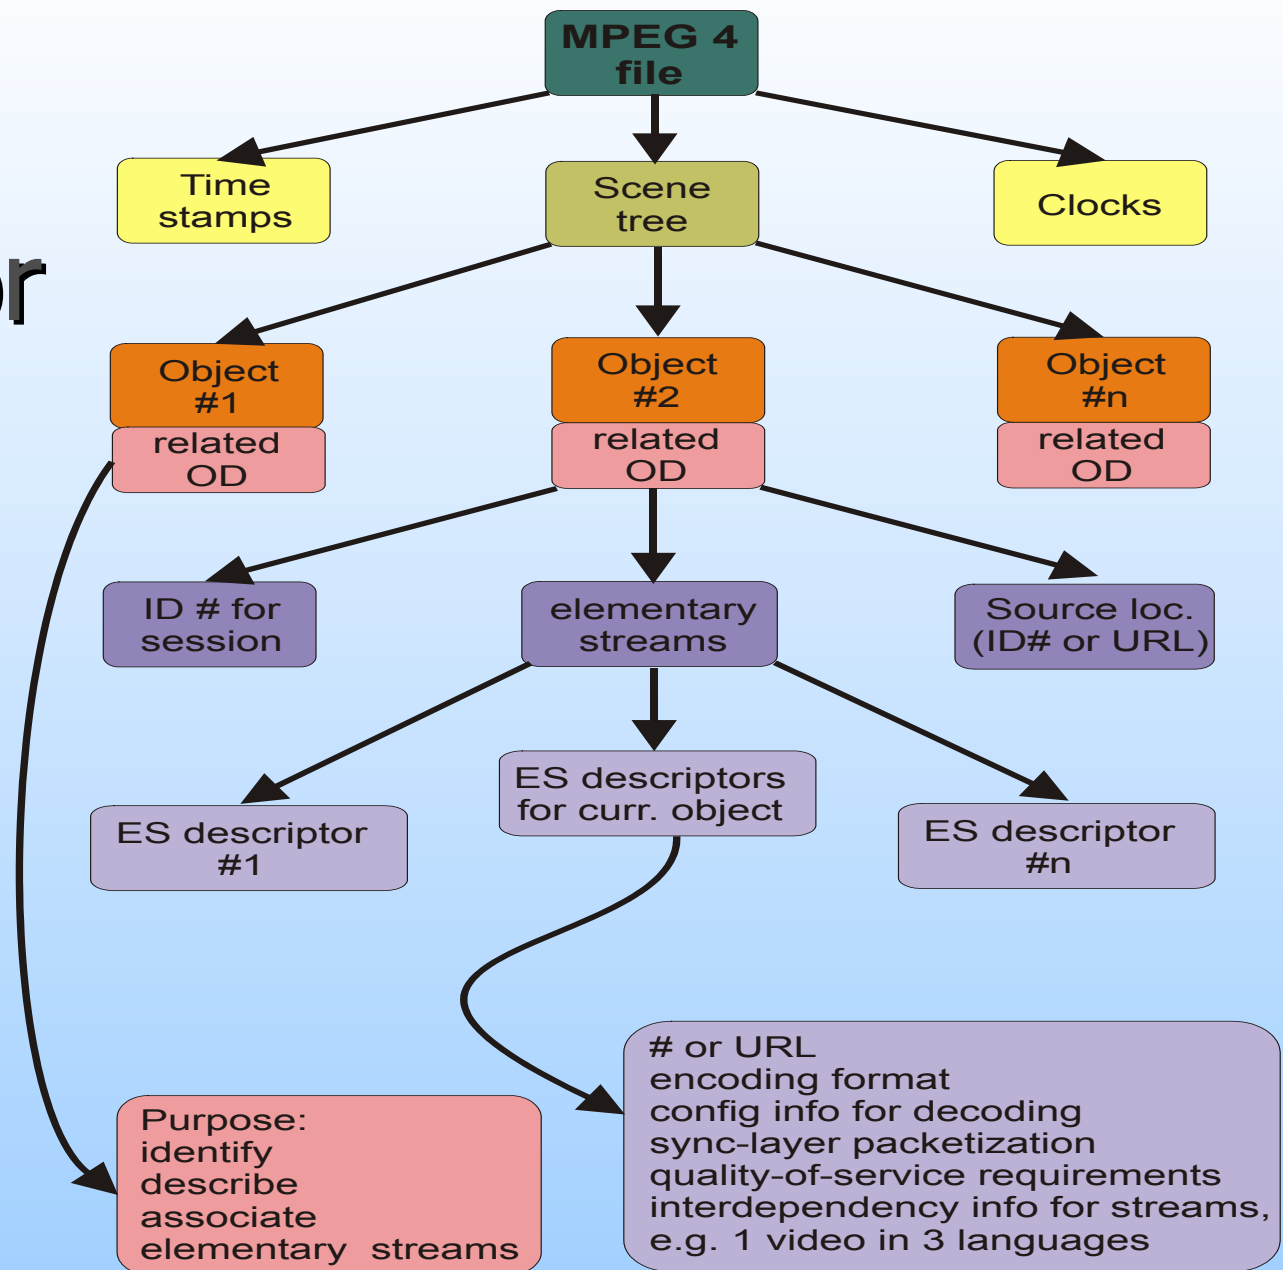 MPEG 4
file
Time
stamps
Scene
tree
Clocks
or
Object
#1
related
OD
Object
#2
related
OD
Object
#n
related
OD
ID # for
session
elementary
streams
Source loc.
(ID# or URL)
ES descriptor
#1
ES descriptors
for curr. object
ES descriptor
#n
Purpose:
identify
describe
associate
elementary streams
# or URL
encoding format
config info for decoding
sync-layer packetization
quality-of-service requirements
interdependency info for streams,
e.g. 1 video in 3 languages